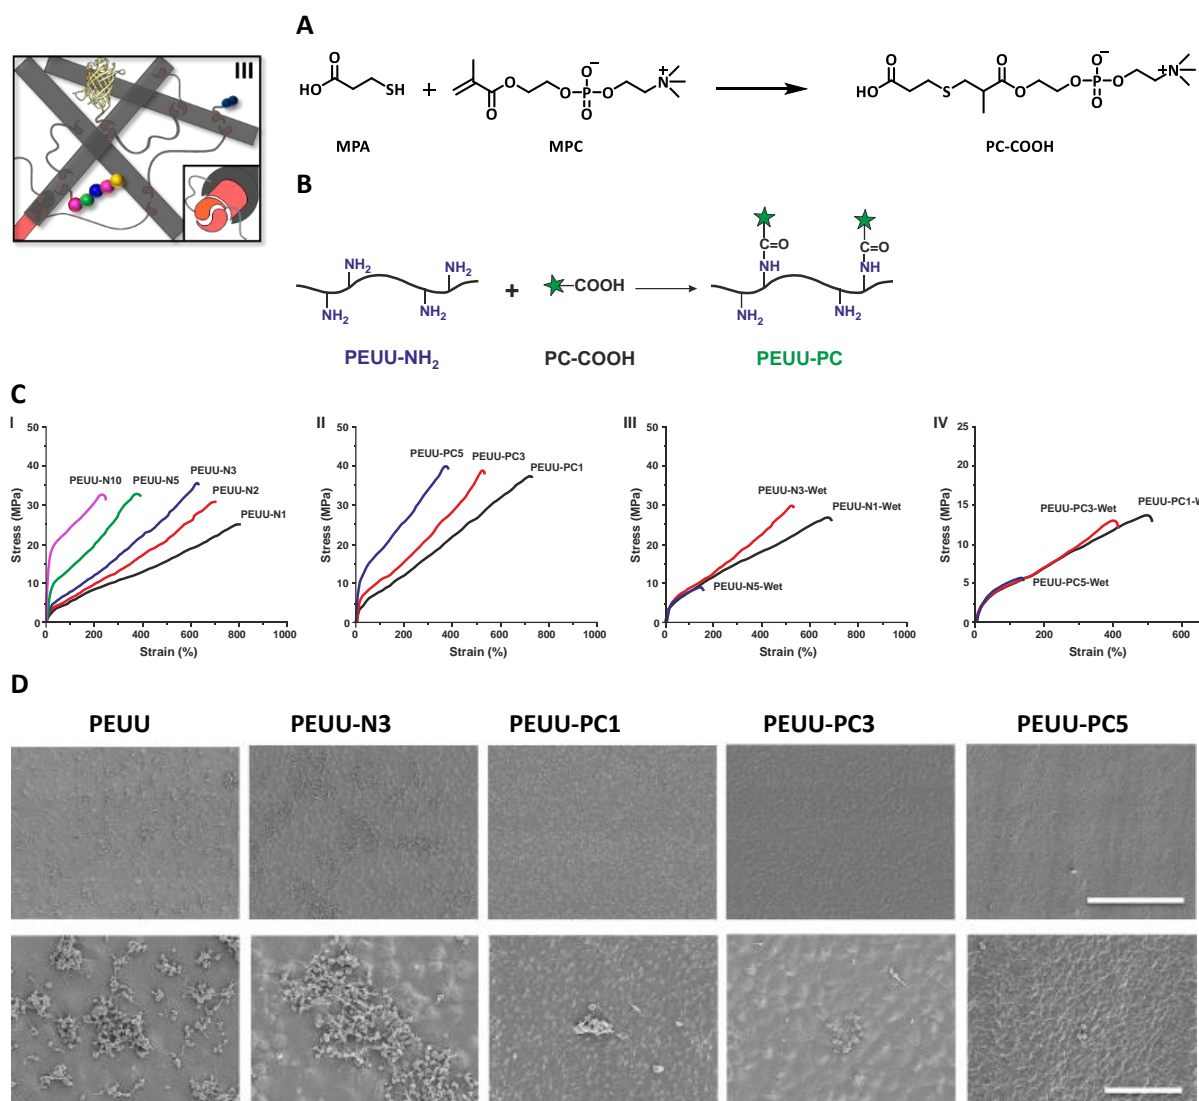 A
III
O
HO
SH
+
O
O
O
P
O⁻
O
O
N⁺
O
HO
S
O
O
O
P
O⁻
O
O
N⁺
MPA
MPC
PC-COOH
B
NH₂
NH₂
NH₂
NH₂
+
COOH
C=O
NH
C=O
NH
NH₂
NH₂
PEUU-NH₂
PC-COOH
PEUU-PC
C
I
Stress (MPa)
50
40
30
20
10
0
PEUU-N10
PEUU-N5
PEUU-N3
PEUU-N2
PEUU-N1
0 200 400 600 800 1000
Strain (%)
II
Stress (MPa)
50
40
30
20
10
0
PEUU-PC5
PEUU-PC3
PEUU-PC1
0 200 400 600 800 1000
Strain (%)
III
Stress (MPa)
50
40
30
20
10
0
PEUU-N3-Wet
PEUU-N1-Wet
PEUU-N5-Wet
0 200 400 600 800 1000
Strain (%)
IV
Stress (MPa)
25
20
15
10
5
0
PEUU-PC3-Wet
PEUU-PC1-W
PEUU-PC5-Wet
0 200 400 600
Strain (%)
D
PEUU PEUU-N3 PEUU-PC1 PEUU-PC3 PEUU-PC5